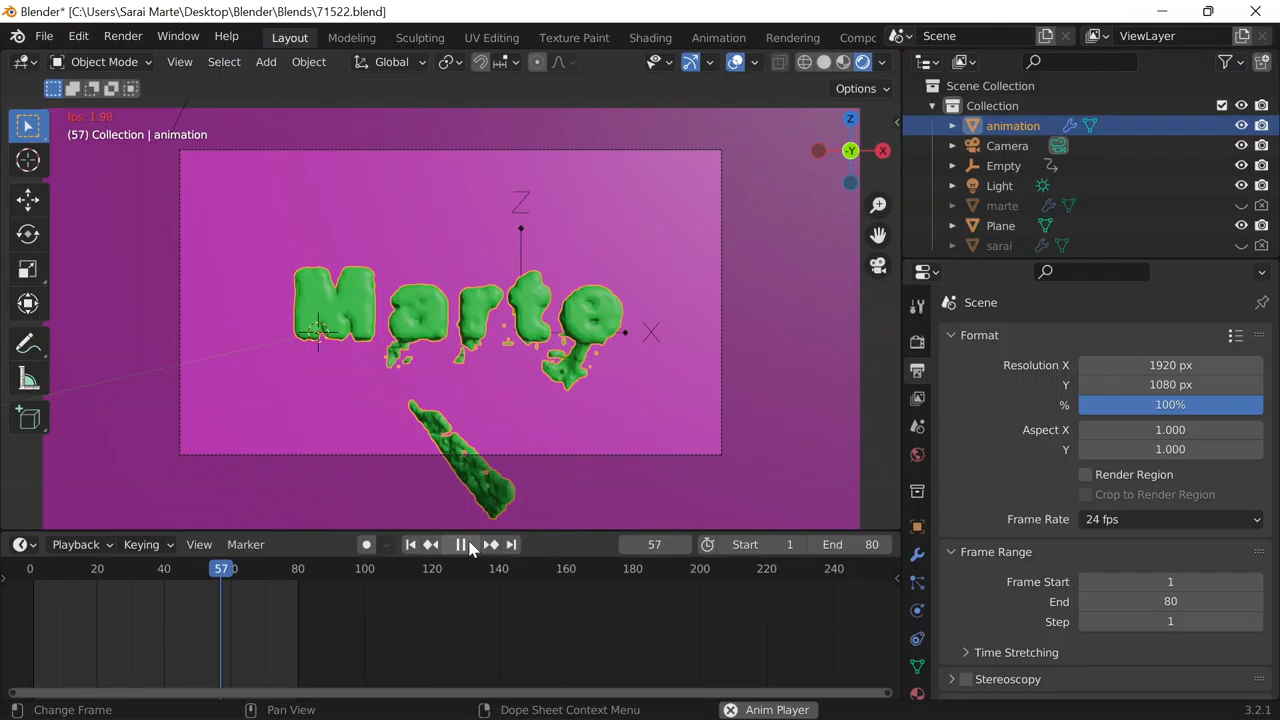 Blender* [C:\Users\Sarai Marte\Desktop\Blender\Blends\71522.blend]
File Edit Render Window Help Layout Modeling Sculpting UV Editing Texture Paint Shading Animation Rendering Compc Scene ViewLayer
Object Mode View Select Add Object Global
Options
Scene Collection
Collection
animation
Camera
Empty
Light
marte
Plane
sarai
fps: 1.98
(57) Collection | animation
Z
-Y
X
Z
X
Marte
Scene
Format
Resolution X 1920 px
Y 1080 px
% 100%
Aspect X 1.000
Y 1.000
Render Region
Crop to Render Region
Frame Rate 24 fps
Frame Range
Frame Start 1
End 80
Step 1
Time Stretching
Stereoscopy
Playback Keying View Marker 57 Start 1 End 80
0 20 40 57 0 80 100 120 140 160 180 200 220 240
Change Frame Pan View Dope Sheet Context Menu Anim Player 3.2.1